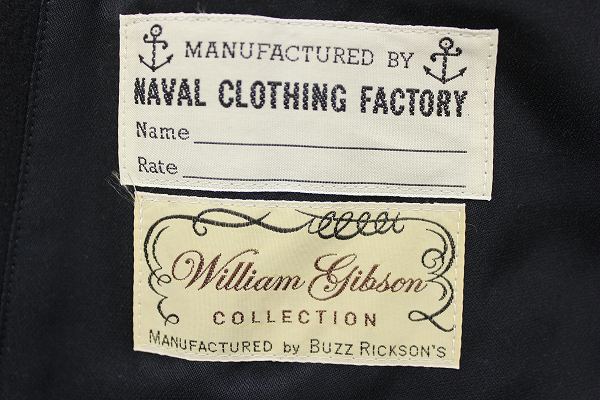 MANUFACTURED BY
NAVAL CLOTHING FACTORY
Name
Rate
William Gibson
COLLECTION
MANUFACTURED by BUZZ RICKSON'S